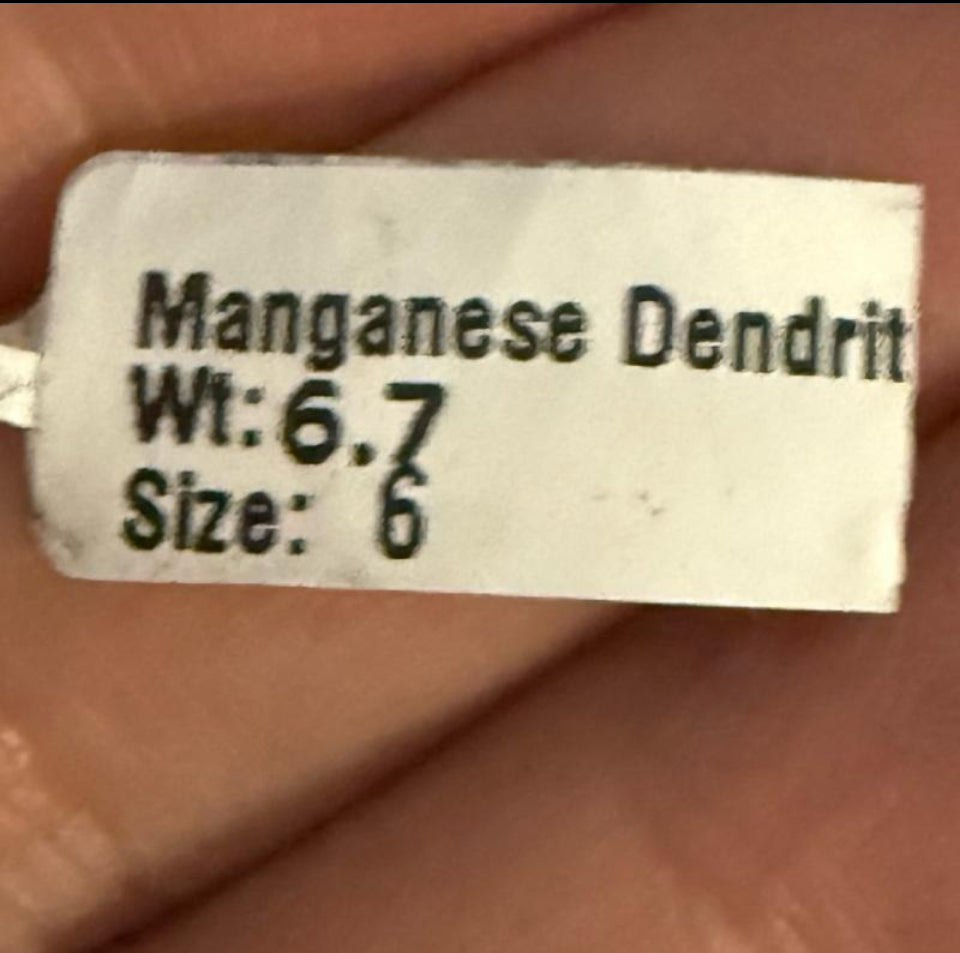 Manganese Dendrit
Wt: 6.7
Size: 6